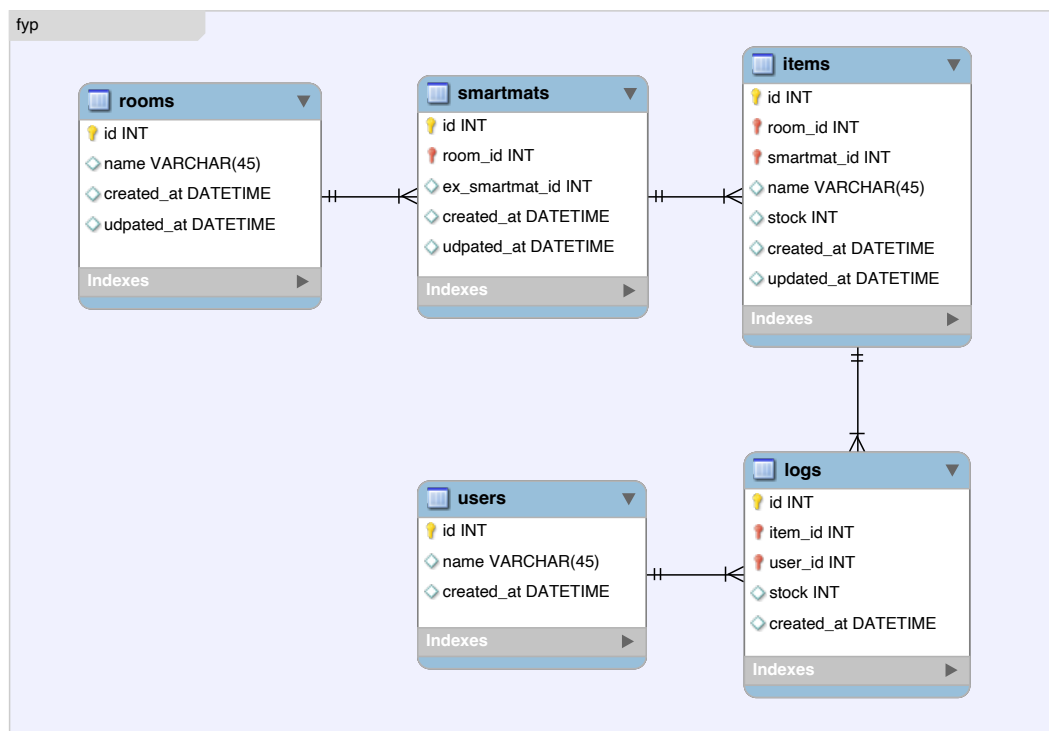 fyp
rooms
id INT
name VARCHAR(45)
created_at DATETIME
udpated_at DATETIME
Indexes
smartmats
id INT
room_id INT
ex_smartmat_id INT
created_at DATETIME
udpated_at DATETIME
Indexes
items
id INT
room_id INT
smartmat_id INT
name VARCHAR(45)
stock INT
created_at DATETIME
updated_at DATETIME
Indexes
users
id INT
name VARCHAR(45)
created_at DATETIME
Indexes
logs
id INT
item_id INT
user_id INT
stock INT
created_at DATETIME
Indexes